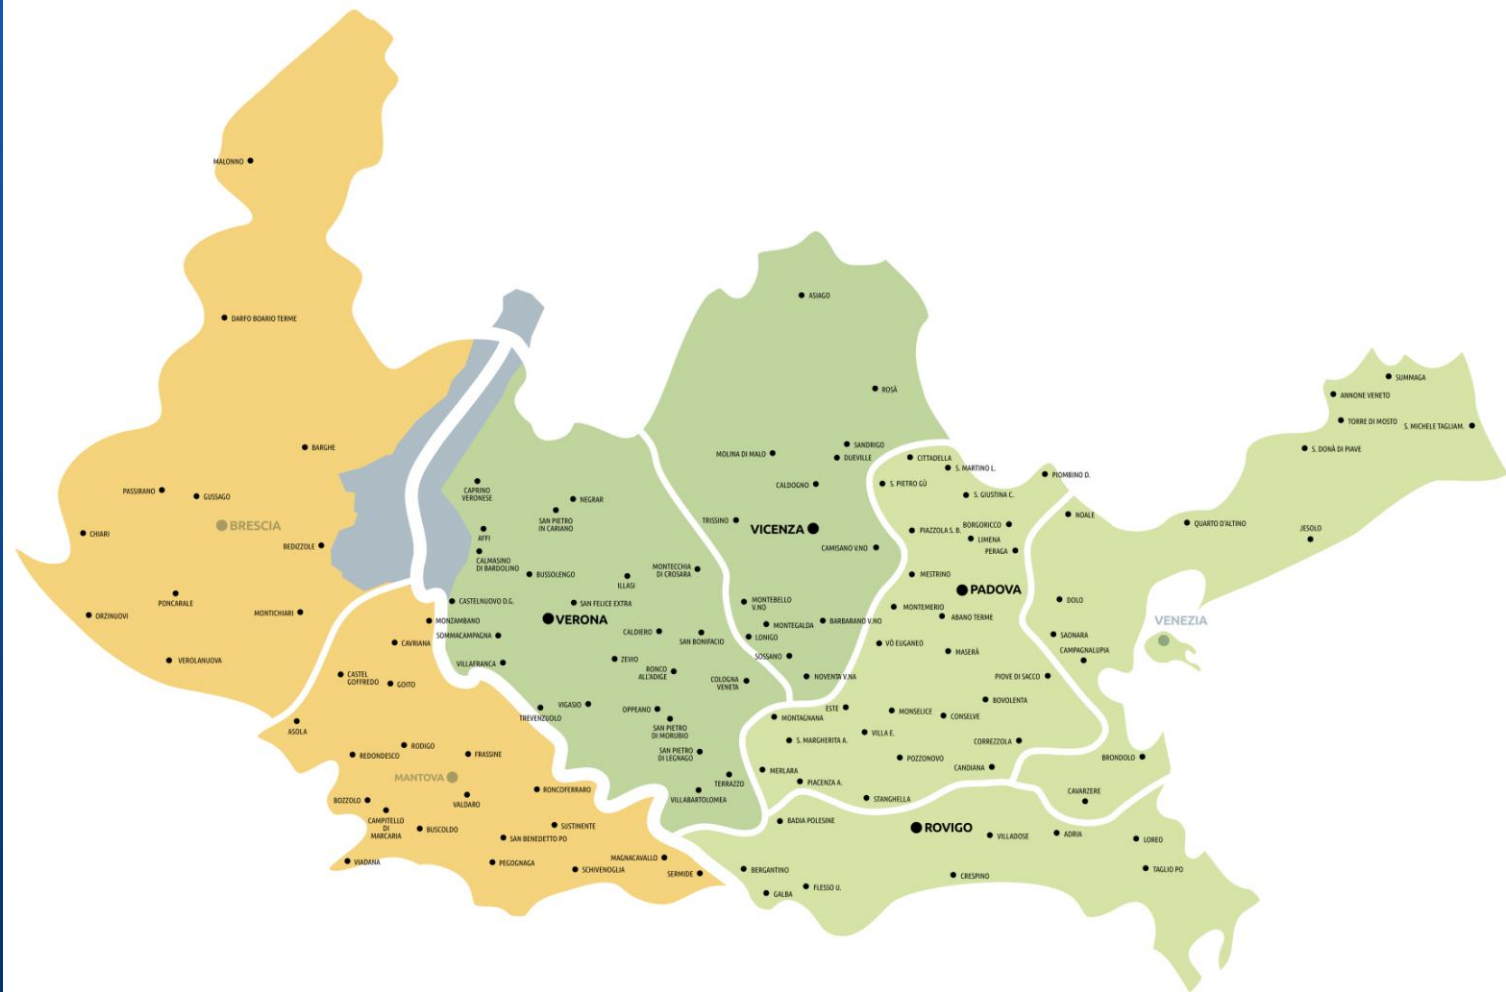 MALONNO
DARFO BOARIO TERME
BARGHE
PASSIRANO
GUSSAGO
BRESCIA
CHIARI
BEDIZZOLE
PONCARALE
ORZINUOVI
MONTICHIARI
VEROLANUOVA
MONZAMBANO
CAVRIANA
CASTEL
GOFFREDO
GOITO
ASOLA
REDONDESCO
RODIGO
FRASSINE
MANTOVA
BOZZOLO
VALDARO
RONCOFERRARO
CAMPITELLO
DI
MARCARIA
BUSCOLDO
SUSTINENTE
SAN BENEDETTO PO
VIADANA
PEGOGNAGA
SCHIVENOGLIA
MAGNACAVALLO
SERMIDE
CAPRINO
VERONESE
NEGRAR
SAN PIETRO
IN CARIANO
AFFI
CALMASINO
DI BARDOLINO
BUSSOLENGO
ILLASI
MONTECCHIA
DI CROSARA
CASTELNUOVO D.G.
SAN FELICE EXTRA
VERONA
SOMMACAMPAGNA
CALDIERO
SAN BONIFACIO
VILLAFRANCA
ZEVIO
RONCO
ALL'ADIGE
COLOGNA
VENETA
TREVENZUOLO
VIGASIO
OPPEANO
SAN PIETRO
DI MORUBIO
SAN PIETRO
DI LEGNAGO
TERRAZZO
VILLABARTOLOMEA
ASIAGO
ROSÀ
SANDRIGO
MOLINA DI MALO
DUEVILLE
CALDOGNO
TRISSINO
VICENZA
CAMISANO V.NO
MONTEBELLO
V.NO
MONTEGALDA
BARBARANO V.NO
LONIGO
SOSSANO
NOVENTA V.NA
CITTADELLA
S. MARTINO L.
PIOMBINO D.
S. PIETRO GÙ
S. GIUSTINA C.
BORGORICCO
PIAZZOLA S. B.
LIMENA
PERAGA
MESTRINO
PADOVA
MONTEMERIO
ABANO TERME
VÒ EUGANEO
MASERÀ
PIOVE DI SACCO
BOVOLENTA
ESTE
MONSELICE
CONSELVE
MONTAGNANA
VILLA E.
S. MARGHERITA A.
CORREZZOLA
POZZONOVO
CANDIANA
MERLARA
PIACENZA A.
STANGHELLA
SUMMAGA
ANNONE VENETO
TORRE DI MOSTO
S. MICHELE TAGLIAM.
S. DONÀ DI PIAVE
NOALE
QUARTO D'ALTINO
JESOLO
DOLO
VENEZIA
SAONARA
CAMPAGNALUPIA
BRONDOLO
CAVARZERE
BADIA POLESINE
ROVIGO
VILLADOSE
ADRIA
LOREO
BERGANTINO
TAGLIO PO
CRESPINO
FLESSO U.
GALBA